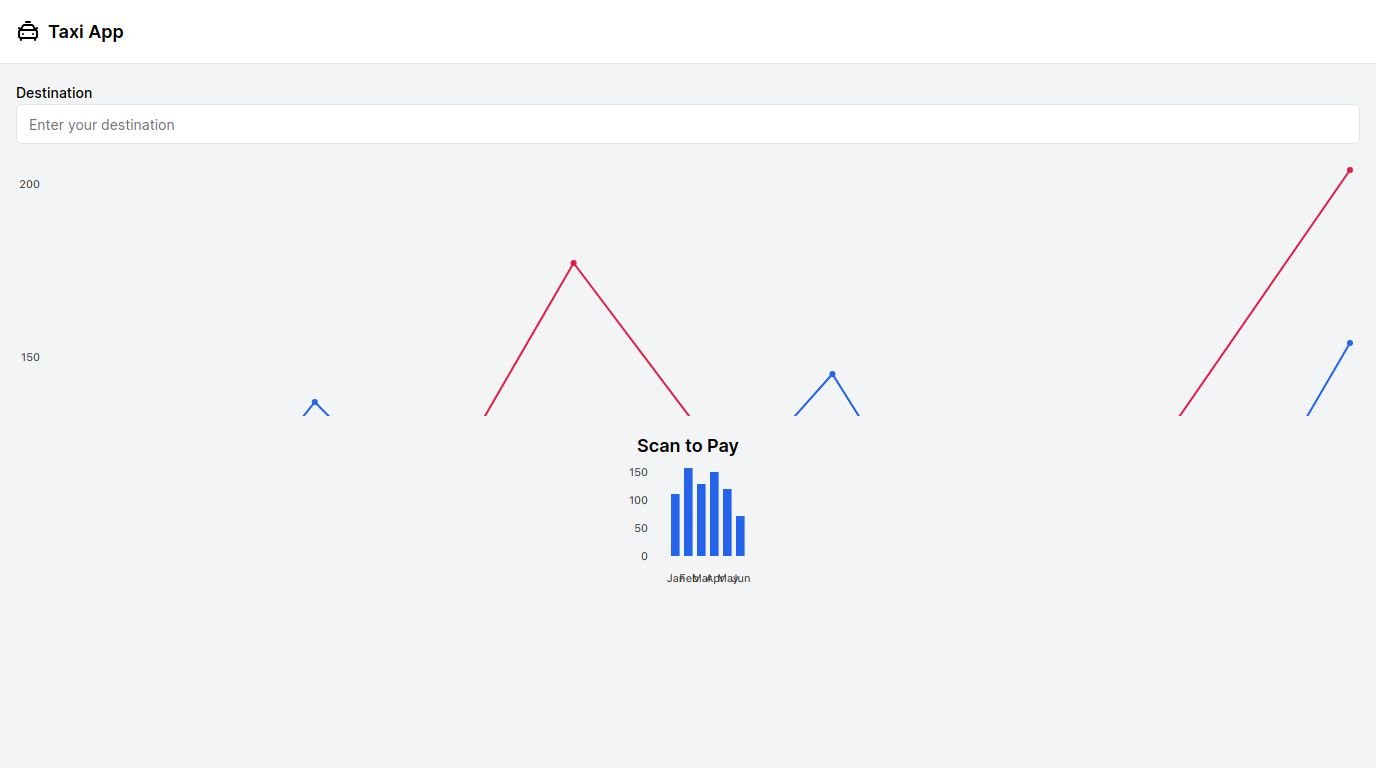 Taxi App
Destination
Enter your destination
200
150
Scan to Pay
150
100
50
0
Jan Feb Mar Apr May Jun